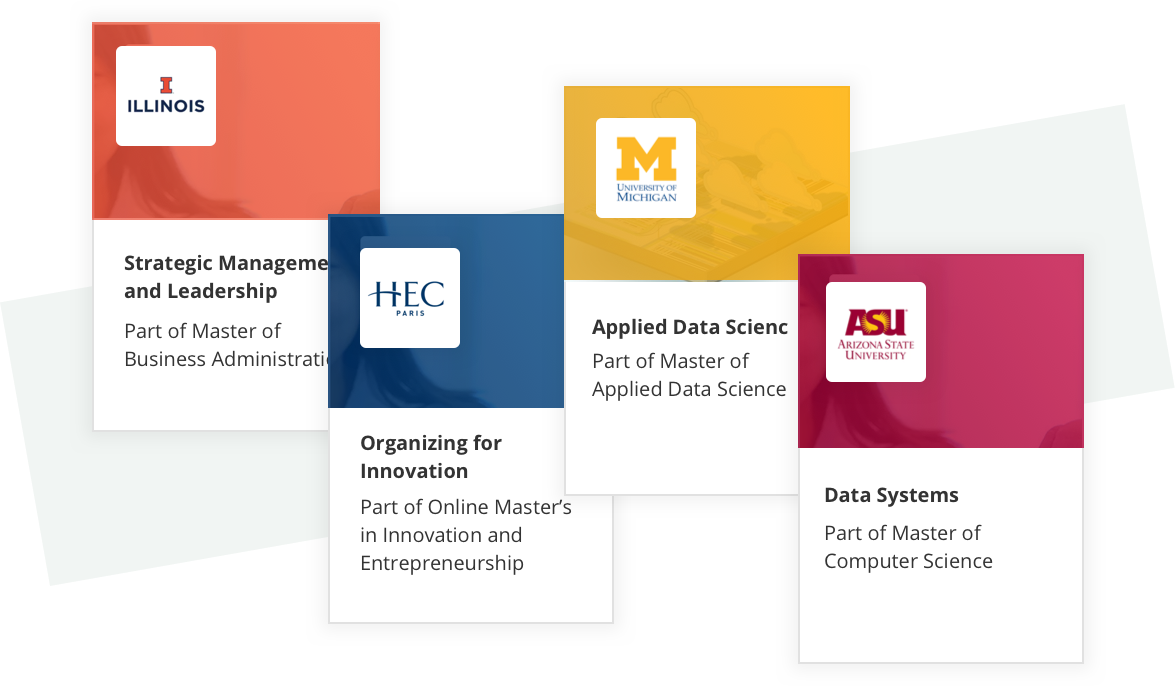 I
ILLINOIS
Strategic Manageme
and Leadership
Part of Master of
Business Administratio
HEC
PARIS
Organizing for
Innovation
Part of Online Master’s
in Innovation and
Entrepreneurship
M
UNIVERSITY OF
MICHIGAN
Applied Data Scienc
Part of Master of
Applied Data Science
ASU
ARIZONA STATE
UNIVERSITY
Data Systems
Part of Master of
Computer Science